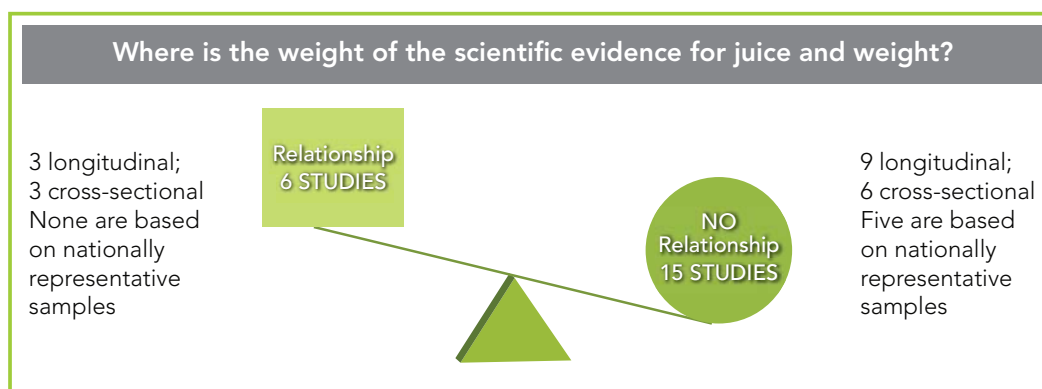 Where is the weight of the scientific evidence for juice and weight?
3 longitudinal;
3 cross-sectional
None are based
on nationally
representative
samples
Relationship
6 STUDIES
NO
Relationship
15 STUDIES
9 longitudinal;
6 cross-sectional
Five are based
on nationally
representative
samples